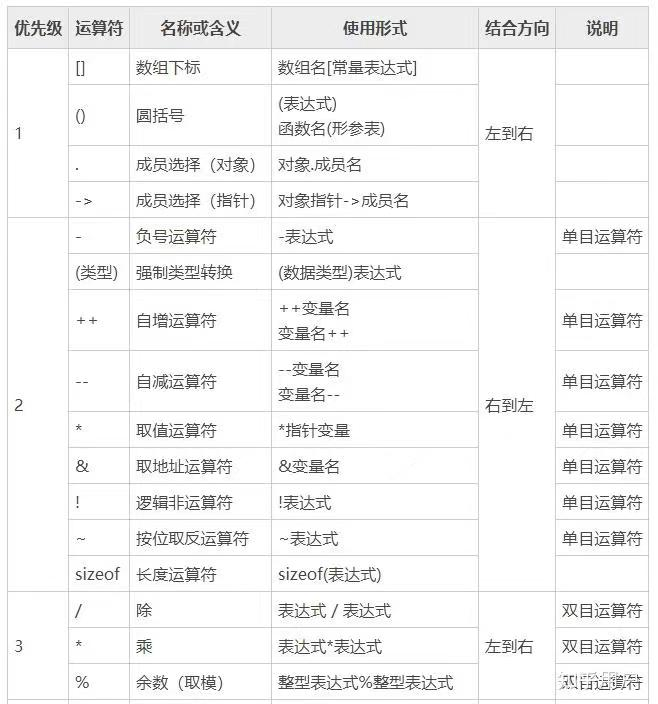 优先级 运算符 名称或含义 使用形式 结合方向 说明
1
[] 数组下标 数组名[常量表达式]
() 圆括号 (表达式)
函数名(形参表)
左到右
. 成员选择（对象） 对象.成员名
-> 成员选择（指针） 对象指针->成员名
2
- 负号运算符 -表达式 单目运算符
(类型) 强制类型转换 (数据类型)表达式
++ 自增运算符 ++变量名
变量名++
单目运算符
-- 自减运算符 --变量名
变量名--
单目运算符
右到左
* 取值运算符 *指针变量 单目运算符
& 取地址运算符 &变量名 单目运算符
! 逻辑非运算符 !表达式 单目运算符
~ 按位取反运算符 ~表达式 单目运算符
sizeof 长度运算符 sizeof(表达式)
3
/ 除 表达式 / 表达式 双目运算符
* 乘 表达式*表达式 左到右 双目运算符
% 余数（取模） 整型表达式%整型表达式 双目运算符